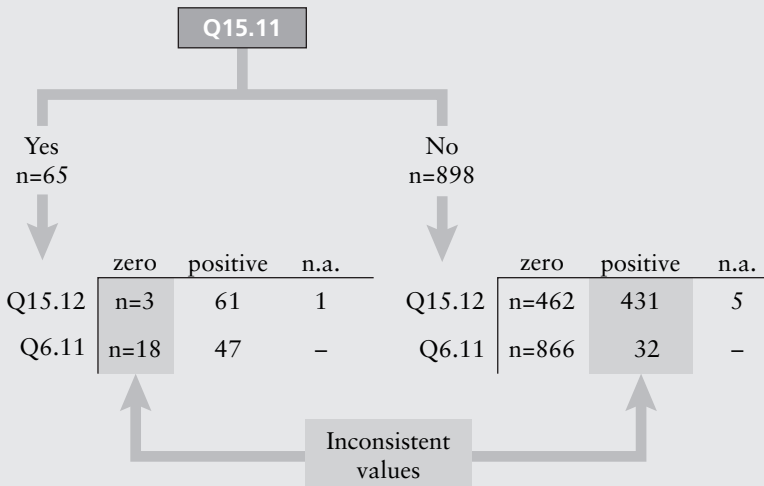 Q15.11
Yes
n=65
No
n=898
zero positive n.a.
Q15.12 n=3 61 1
Q6.11 n=18 47 –
zero positive n.a.
Q15.12 n=462 431 5
Q6.11 n=866 32 –
Inconsistent
values